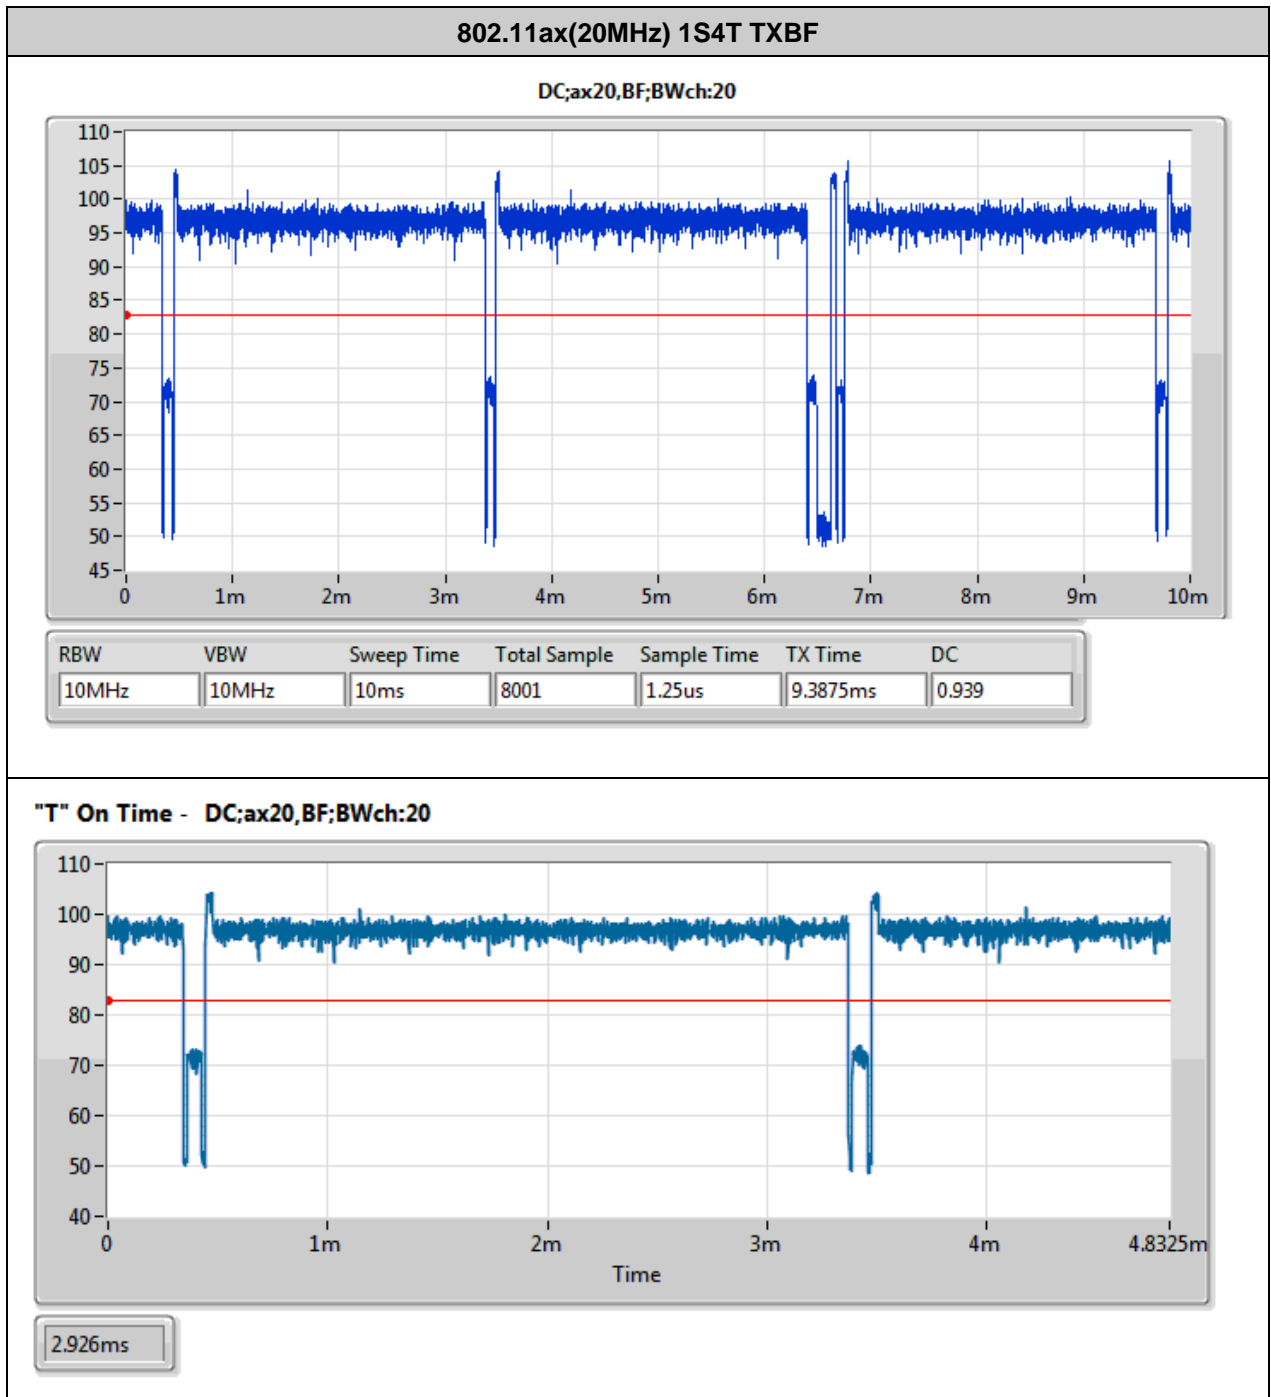 802.11ax(20MHz) 1S4T TXBF
DC;ax20,BF;BWch:20
110
105
100
95
90
85
80
75
70
65
60
55
50
45
0 1m 2m 3m 4m 5m 6m 7m 8m 9m 10m
RBW VBW Sweep Time Total Sample Sample Time TX Time DC
10MHz 10MHz 10ms 8001 1.25us 9.3875ms 0.939
"T" On Time - DC;ax20,BF;BWch:20
110
100
90
80
70
60
50
40
0 1m 2m 3m 4m 4.8325m
Time
2.926ms